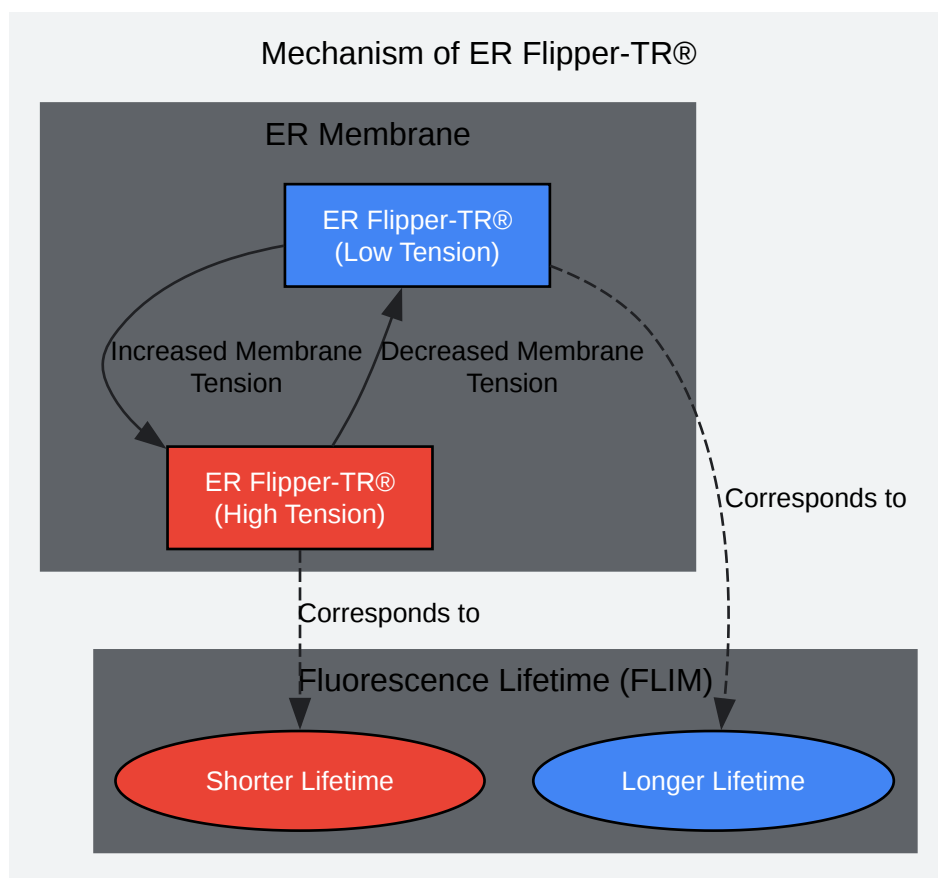 Mechanism of ER Flipper-TR®
ER Membrane
ER Flipper-TR®
(Low Tension)
Increased Membrane
Tension
Decreased Membrane
Tension
ER Flipper-TR®
(High Tension)
Corresponds to
Corresponds to
Fluorescence Lifetime (FLIM)
Shorter Lifetime
Longer Lifetime